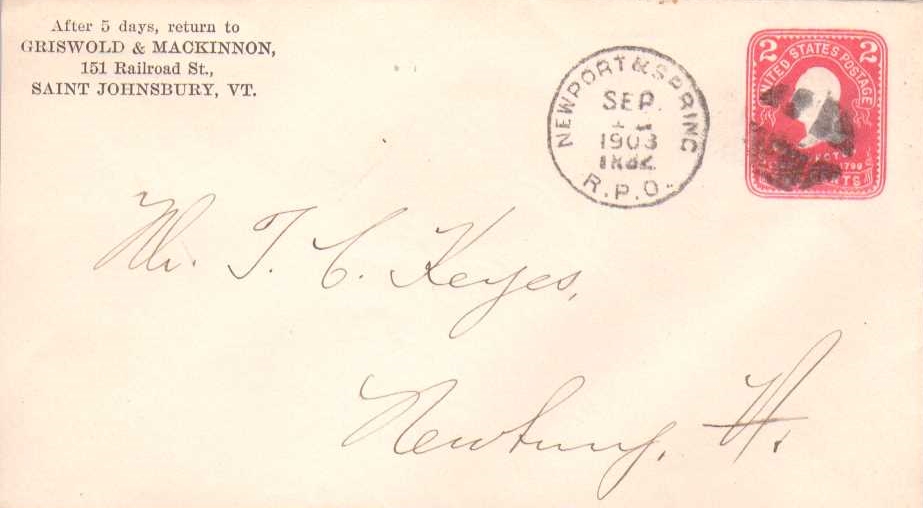 After 5 days, return to
GRISWOLD & MACKINNON,
151 Railroad St.,
SAINT JOHNSBURY, VT.
NEWPORT & SPRING
SEP.
1903
R.P.O.
2 2
UNITED STATES POSTAGE
Mr. T. C. Keyes,
Newbury, Vt.